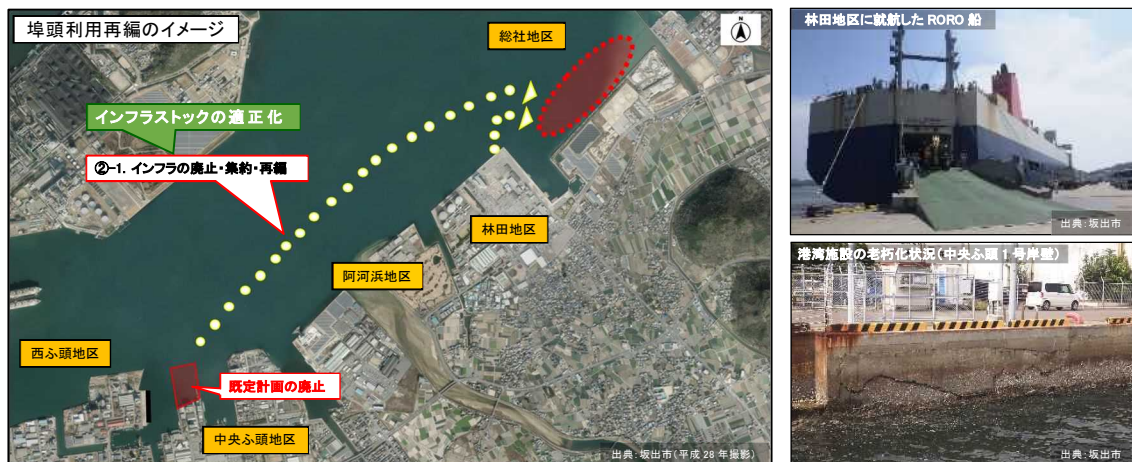 埠頭利用再編のイメージ
総社地区
N
インフラストックの適正化
②-1. インフラの廃止・集約・再編
林田地区
阿河浜地区
西ふ頭地区
既定計画の廃止
中央ふ頭地区
出典:坂出市(平成28年撮影)
林田地区に就航したRORO船
出典:坂出市
港湾施設の老朽化状況(中央ふ頭1号岸壁)
出典:坂出市